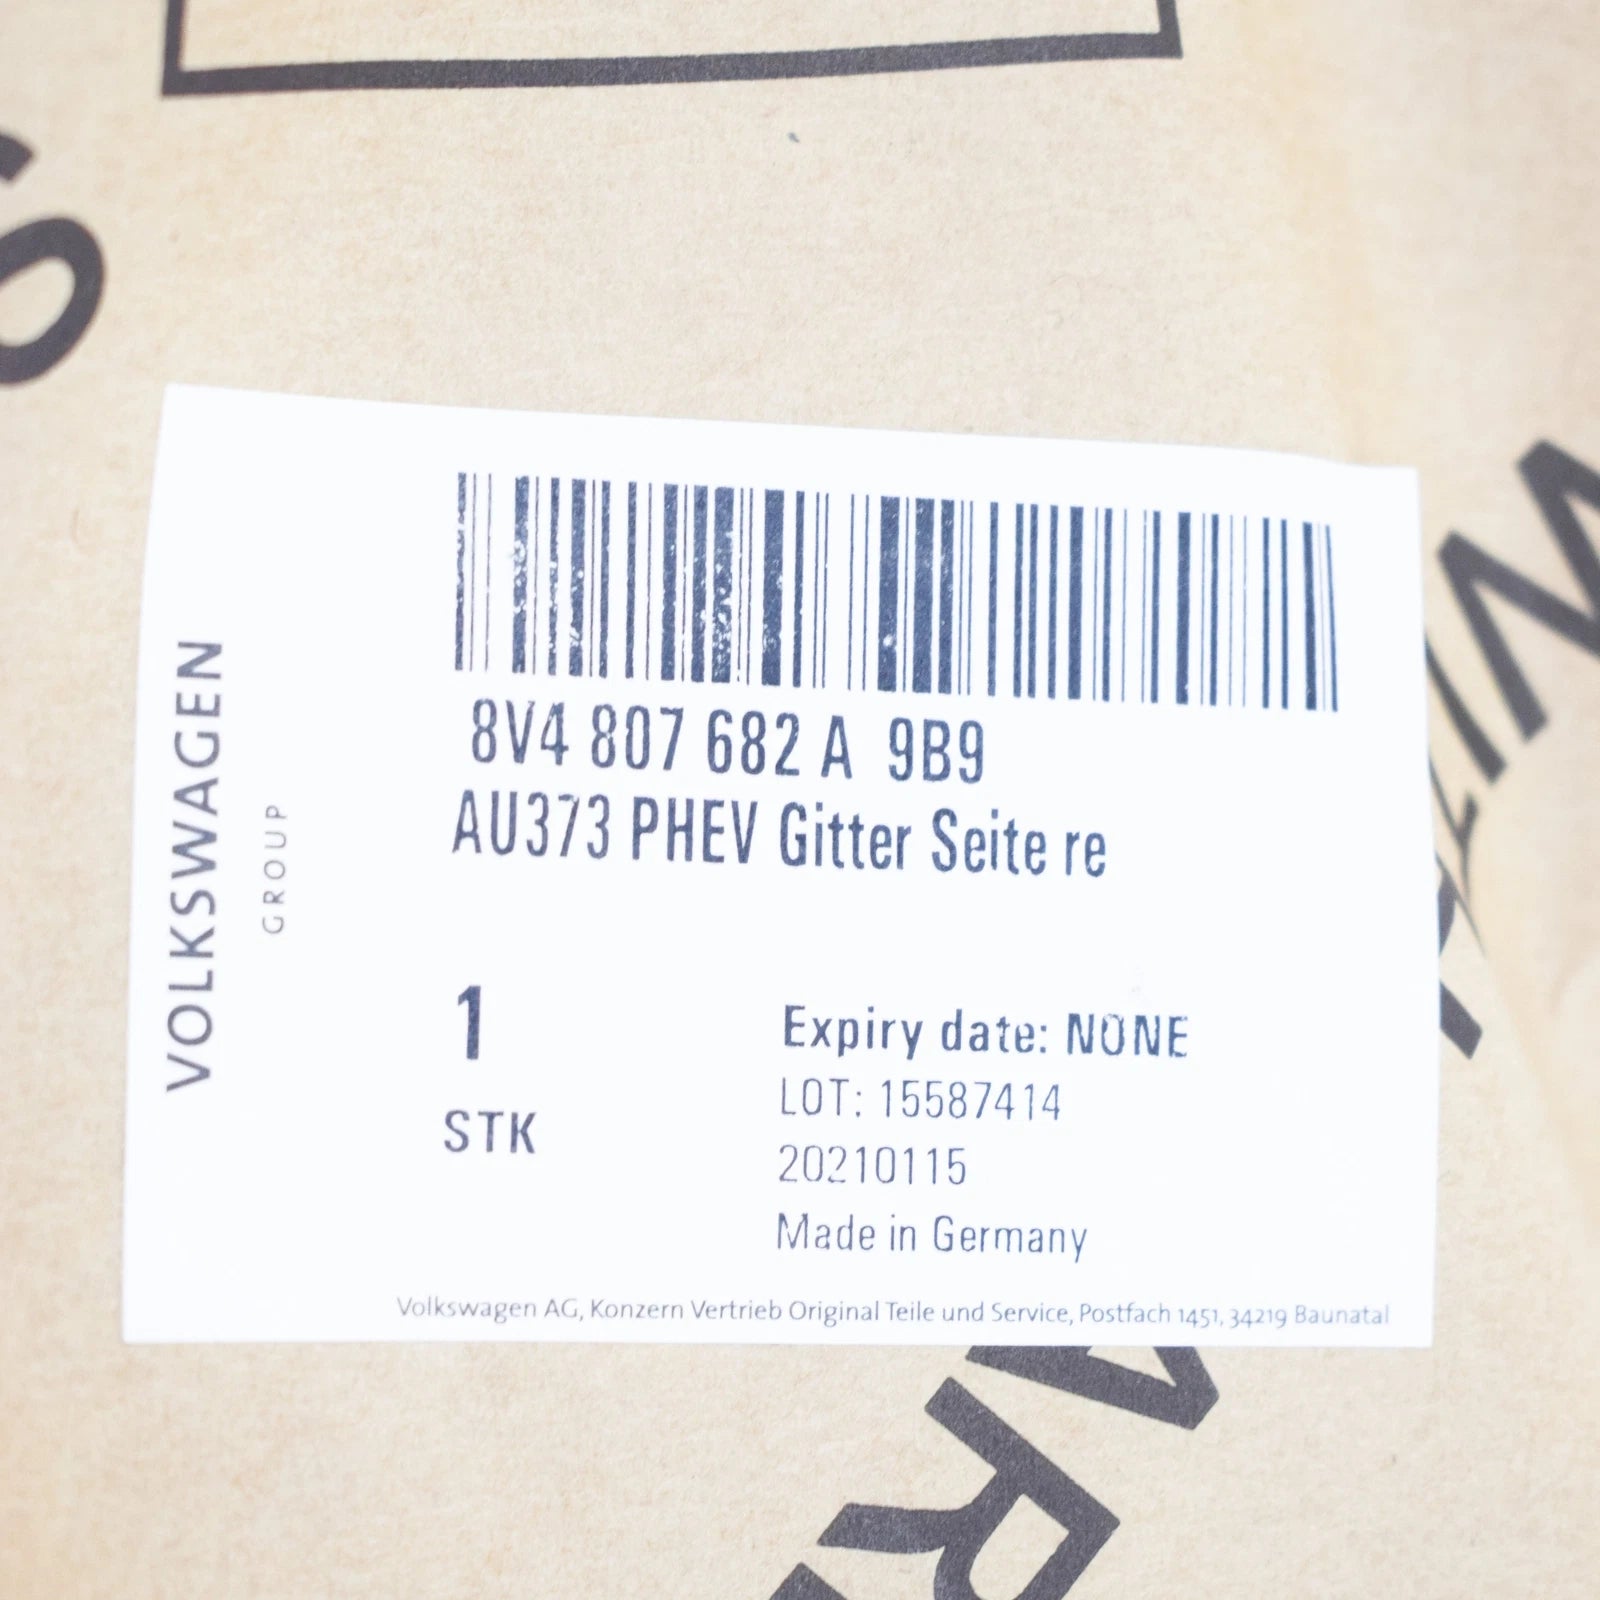 VOLKSWAGEN
GROUP
8V4 807 682 A 9B9
AU373 PHEV Gitter Seite re
1
STK
Expiry date: NONE
LOT: 15587414
20210115
Made in Germany
Volkswagen AG, Konzern Vertrieb Original Teile und Service, Postfach 1451, 34219 Baunatal